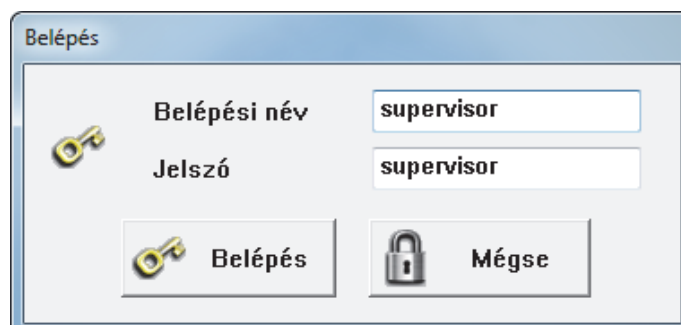 Belépés
Belépési név supervisor
Jelszó supervisor
Belépés Mégse